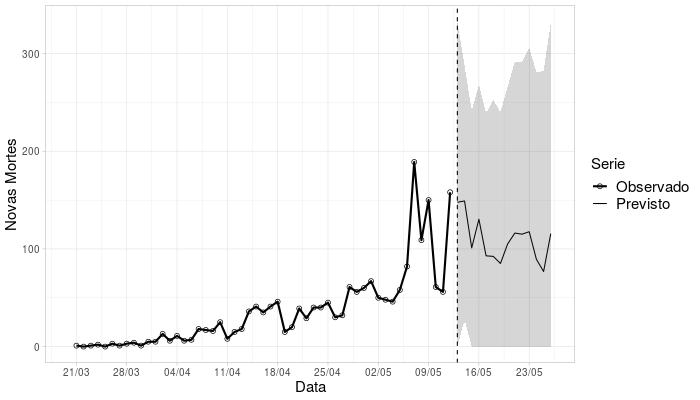 300
200
100
0
Novas Mortes
21/03 28/03 04/04 11/04 18/04 25/04 02/05 09/05 16/05 23/05
Data
Serie
Observado
Previsto